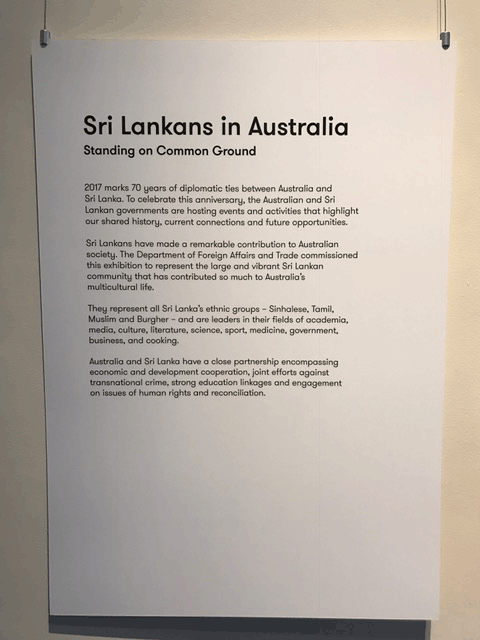 Sri Lankans in Australia
Standing on Common Ground
2017 marks 70 years of diplomatic ties between Australia and
Sri Lanka. To celebrate this anniversary, the Australian and Sri
Lankan governments are hosting events and activities that highlight
our shared history, current connections and future opportunities.
Sri Lankans have made a remarkable contribution to Australian
society. The Department of Foreign Affairs and Trade commissioned
this exhibition to represent the large and vibrant Sri Lankan
community that has contributed so much to Australia's
multicultural life.
They represent all Sri Lanka's ethnic groups – Sinhalese, Tamil,
Muslim and Burgher – and are leaders in their fields of academia,
media, culture, literature, science, sport, medicine, government,
business, and cooking.
Australia and Sri Lanka have a close partnership encompassing
economic and development cooperation, joint efforts against
transnational crime, strong education linkages and engagement
on issues of human rights and reconciliation.